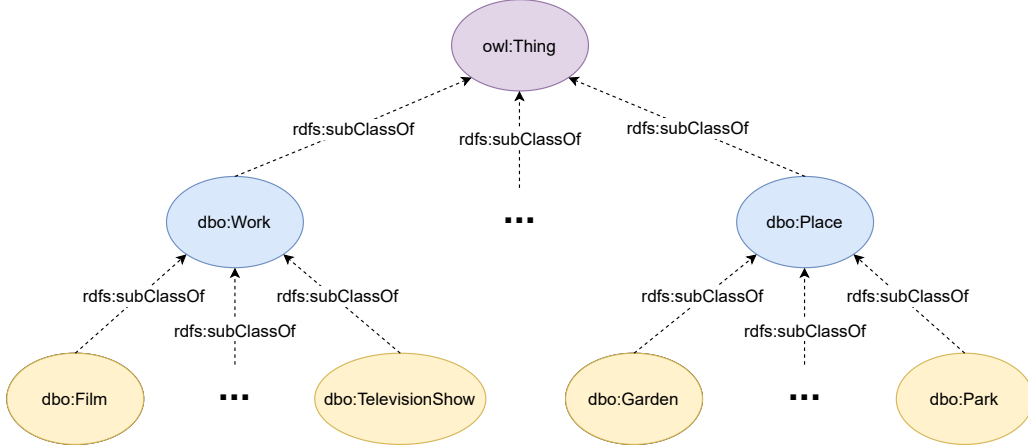 owl:Thing
rdfs:subClassOf
rdfs:subClassOf
rdfs:subClassOf
dbo:Work
...
dbo:Place
rdfs:subClassOf
rdfs:subClassOf
rdfs:subClassOf
rdfs:subClassOf
rdfs:subClassOf
rdfs:subClassOf
dbo:Film
...
dbo:TelevisionShow
dbo:Garden
...
dbo:Park